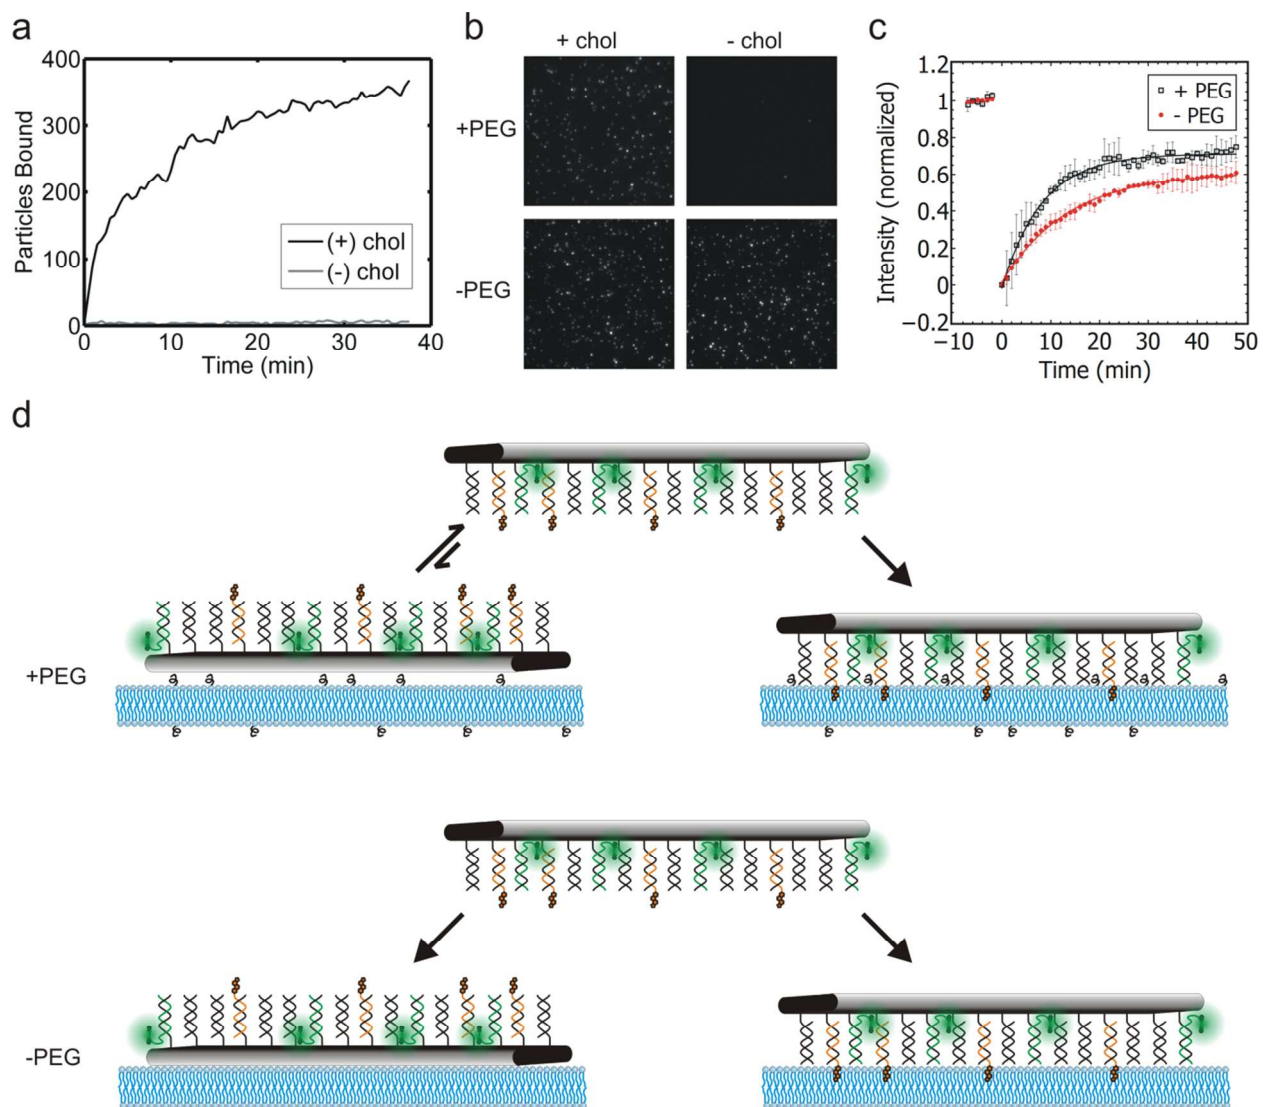 a
400
300
200
100
0
Particles Bound
(+) chol
(-) chol
0 10 20 30 40
Time (min)
b
+ chol - chol
+PEG
-PEG
c
1.2
1
0.8
0.6
0.4
0.2
0
−0.2
Intensity (normalized)
+ PEG
- PEG
−10 0 10 20 30 40 50
Time (min)
d
+PEG
-PEG